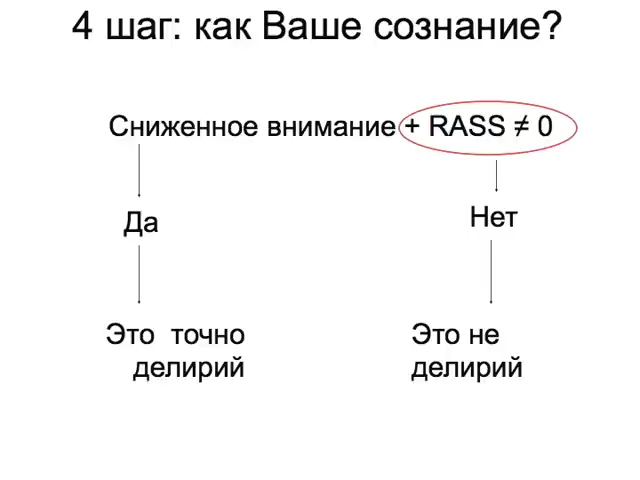 4 шаг: как Ваше сознание?
Сниженное внимание + RASS ≠ 0
Да
Нет
Это точно
делирий
Это не
делирий